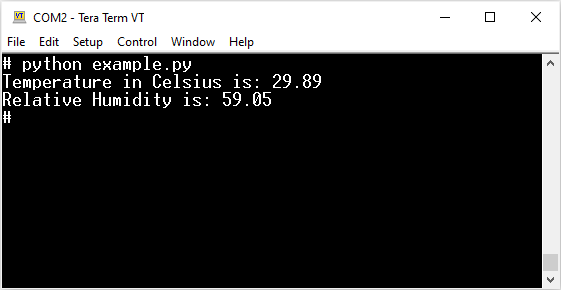 COM2 - Tera Term VT
File Edit Setup Control Window Help
# python example.py
Temperature in Celsius is: 29.89
Relative Humidity is: 59.05
#